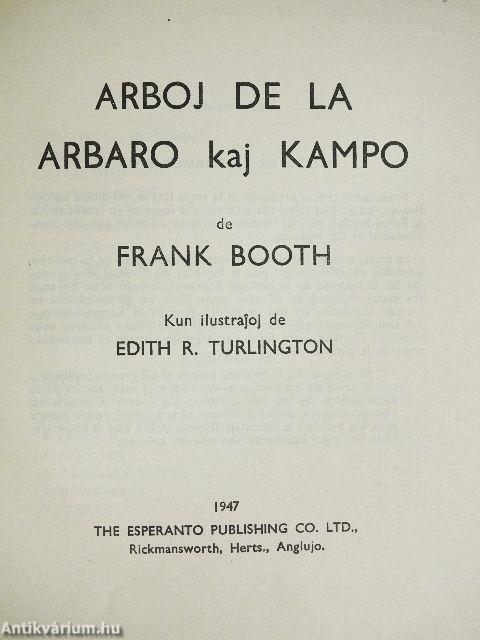 ARBOJ DE LA
ARBARO kaj KAMPO
de
FRANK BOOTH
Kun ilustraĵoj de
EDITH R. TURLINGTON
1947
THE ESPERANTO PUBLISHING CO. LTD.,
Rickmansworth, Herts., Anglujo.
Antikvárium.hu